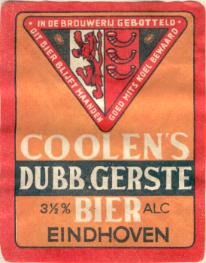 IN DE BROUWERIJ GEBOTTELD
DIT BIER BLIJFT MAANDEN
GOED MITS KOEL BEWAARD
COOLEN'S
DUBB. GERSTE
3½% BIER ALC
EINDHOVEN